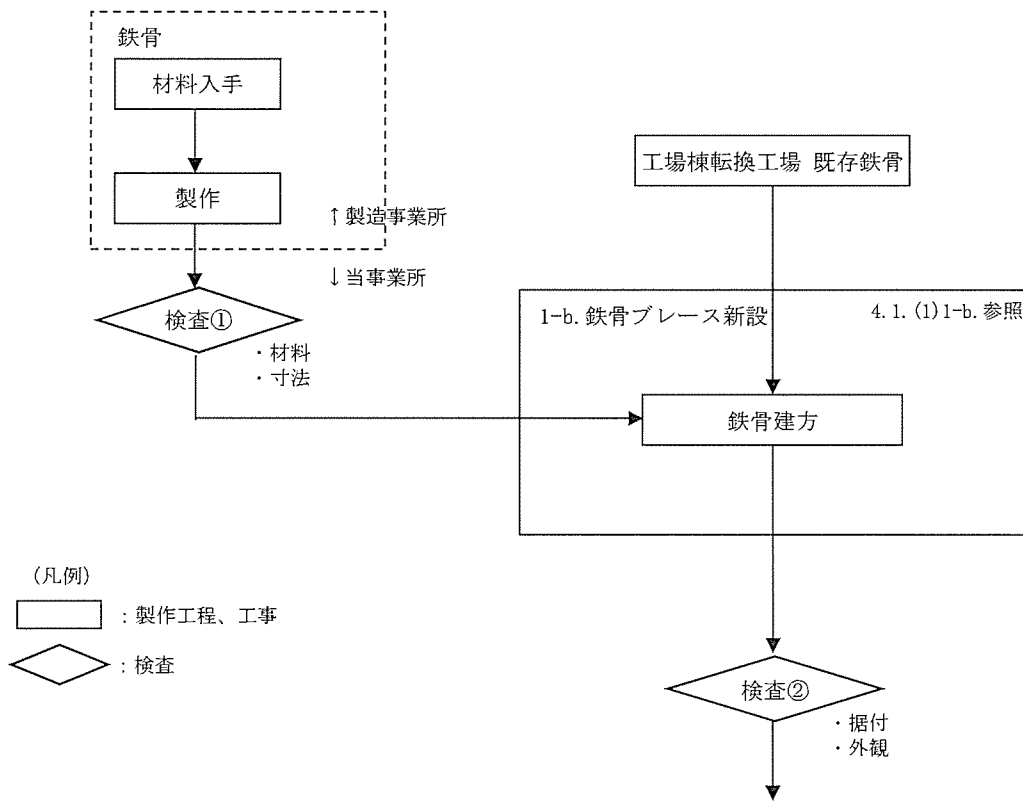 鉄骨
材料入手
製作
↑製造事業所
↓当事業所
検査①
・材料
・寸法
工場棟転換工場 既存鉄骨
1-b.鉄骨ブレース新設
4.1.(1)1-b.参照
鉄骨建方
検査②
・据付
・外観
(凡例)
：製作工程、工事
：検査